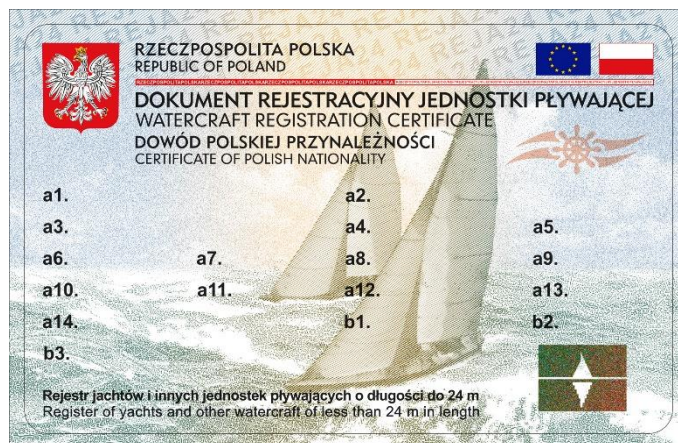 RZECZPOSPOLITA POLSKA
REPUBLIC OF POLAND
DOKUMENT REJESTRACYJNY JEDNOSTKI PŁYWAJĄCEJ
WATERCRAFT REGISTRATION CERTIFICATE
DOWÓD POLSKIEJ PRZYNALEŻNOŚCI
CERTIFICATE OF POLISH NATIONALITY
a1. a2.
a3. a4. a5.
a6. a7. a8. a9.
a10. a11. a12. a13.
a14. b1. b2.
b3.
Rejestr jachtów i innych jednostek pływających o długości do 24 m
Register of yachts and other watercraft of less than 24 m in length